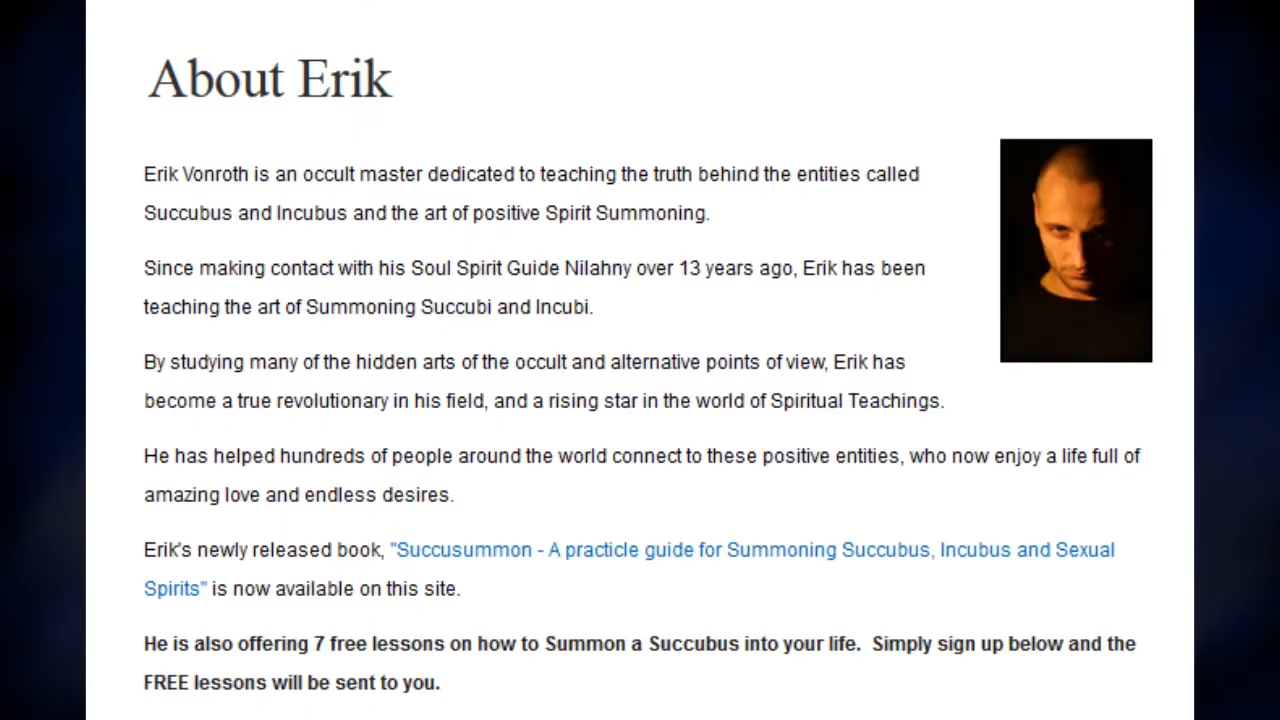 About Erik
Erik Vonroth is an occult master dedicated to teaching the truth behind the entities called
Succubus and Incubus and the art of positive Spirit Summoning.
Since making contact with his Soul Spirit Guide Nilahny over 13 years ago, Erik has been
teaching the art of Summoning Succubi and Incubi.
By studying many of the hidden arts of the occult and alternative points of view, Erik has
become a true revolutionary in his field, and a rising star in the world of Spiritual Teachings.
He has helped hundreds of people around the world connect to these positive entities, who now enjoy a life full of
amazing love and endless desires.
Erik's newly released book, "Succusummon - A practicle guide for Summoning Succubus, Incubus and Sexual
Spirits" is now available on this site.
He is also offering 7 free lessons on how to Summon a Succubus into your life.  Simply sign up below and the
FREE lessons will be sent to you.